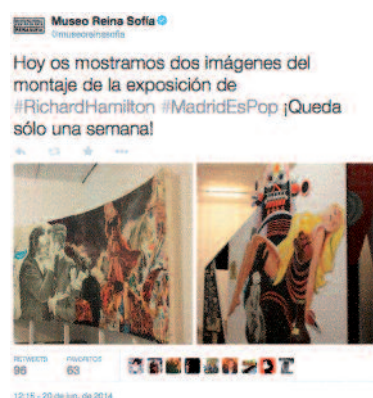 Museo Reina Sofía
@museoreinasofia
Hoy os mostramos dos imágenes del
montaje de la exposición de
#RichardHamilton #MadridEsPop ¡Queda
sólo una semana!
RETWEETS
FAVORITOS
96
63
12:15 - 20 de jun. de 2014